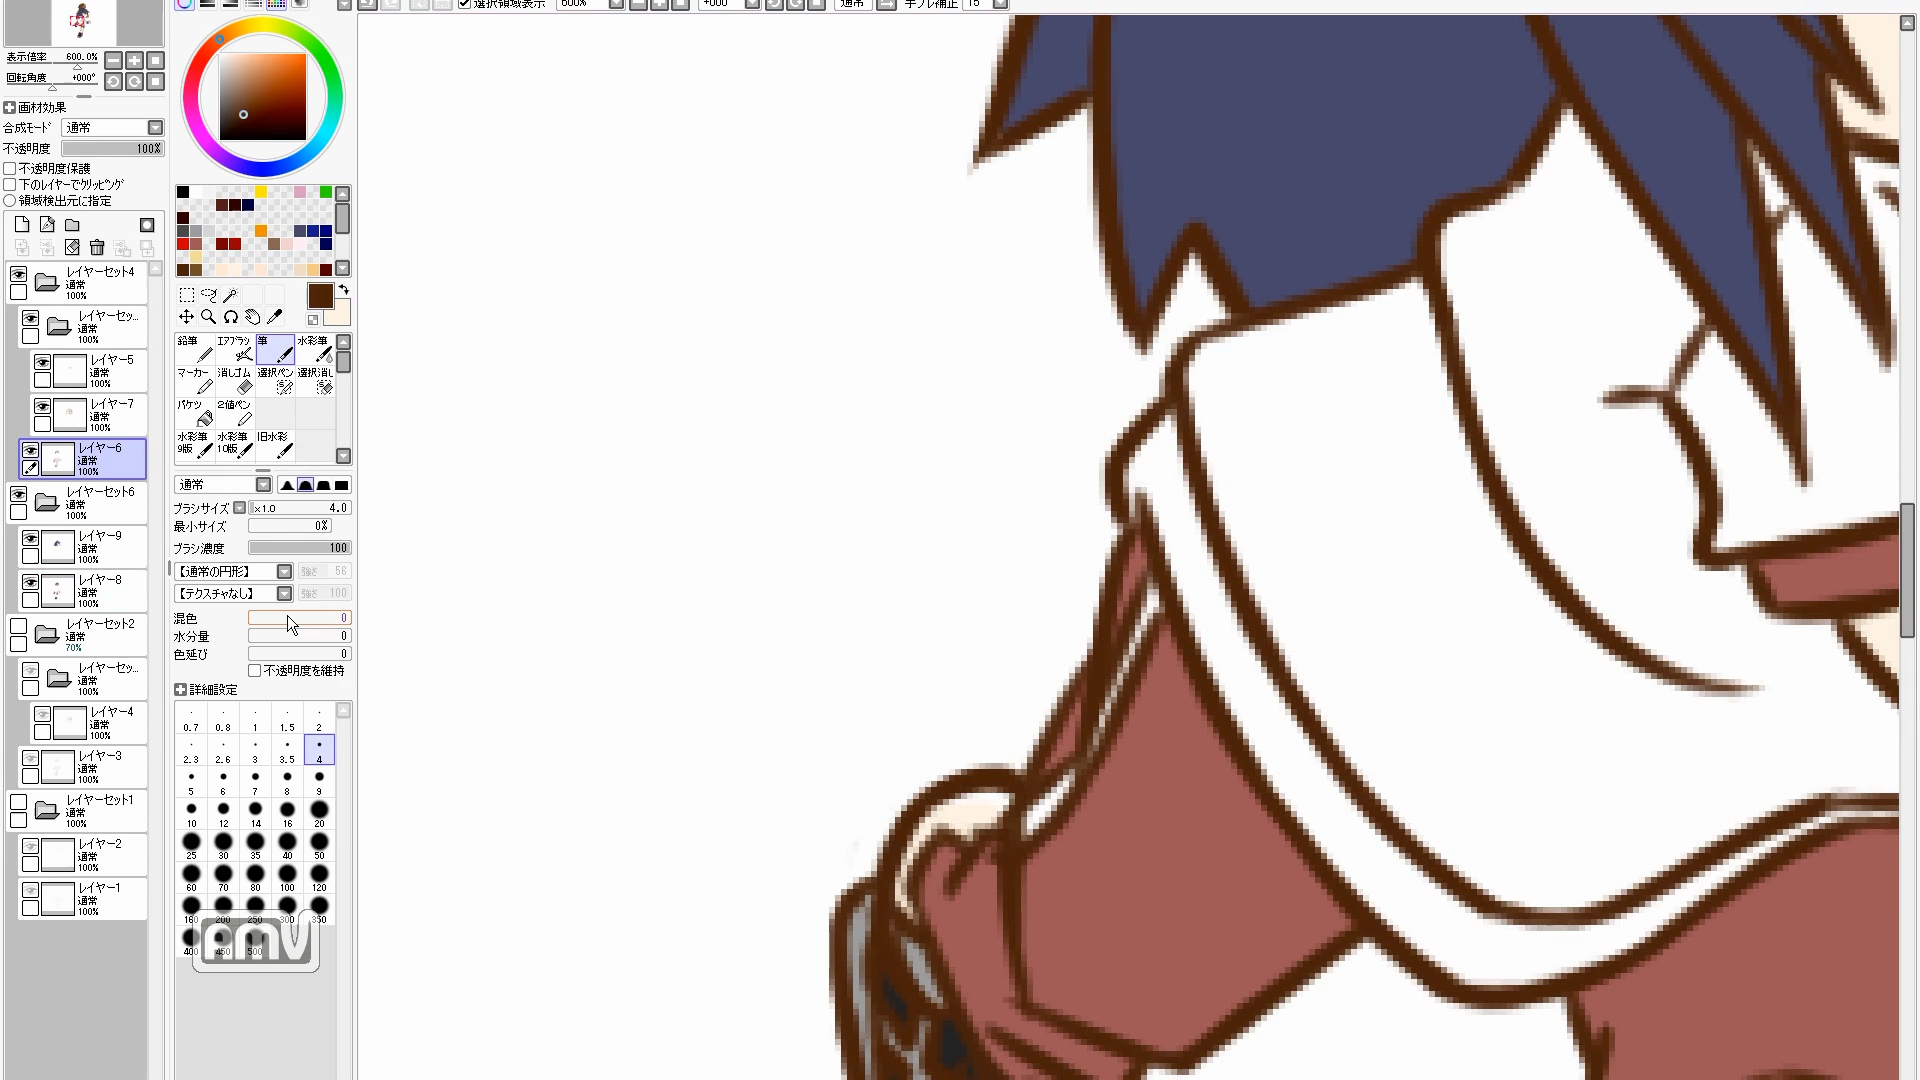 選択領域表示 600% +000° 通常 手ブレ補正 15
表示倍率 600.0%
回転角度 +000°
画材効果
合成モード 通常
不透明度 100%
不透明度保護
下のレイヤーでクリッピング
領域検出元に指定
レイヤーセット4
通常
100%
レイヤーセッ...
通常
100%
レイヤー5
通常
100%
レイヤー7
通常
100%
レイヤー6
通常
100%
レイヤーセット6
通常
100%
レイヤー9
通常
100%
レイヤー8
通常
100%
レイヤーセット2
通常
70%
レイヤーセッ...
通常
100%
レイヤー4
通常
100%
レイヤー3
通常
100%
レイヤーセット1
通常
100%
レイヤー2
通常
100%
レイヤー1
通常
100%
鉛筆 エアブラシ 筆 水彩筆
マーカー 消しゴム 選択ペン 選択消し
バケツ 2値ペン
水彩筆 水彩筆 旧水彩
9版 10版
通常
ブラシサイズ ×1.0 4.0
最小サイズ 0%
ブラシ濃度 100
【通常の円形】 強さ 56
【テクスチャなし】 強さ 100
混色 0
水分量 0
色延び 0
不透明度を維持
詳細設定
0.7 0.8 1 1.5 2
2.3 2.6 3 3.5 4
5 6 7 8 9
10 12 14 16 20
25 30 35 40 50
60 70 80 100 120
160 200 250 300 350
400 450 500
AMV